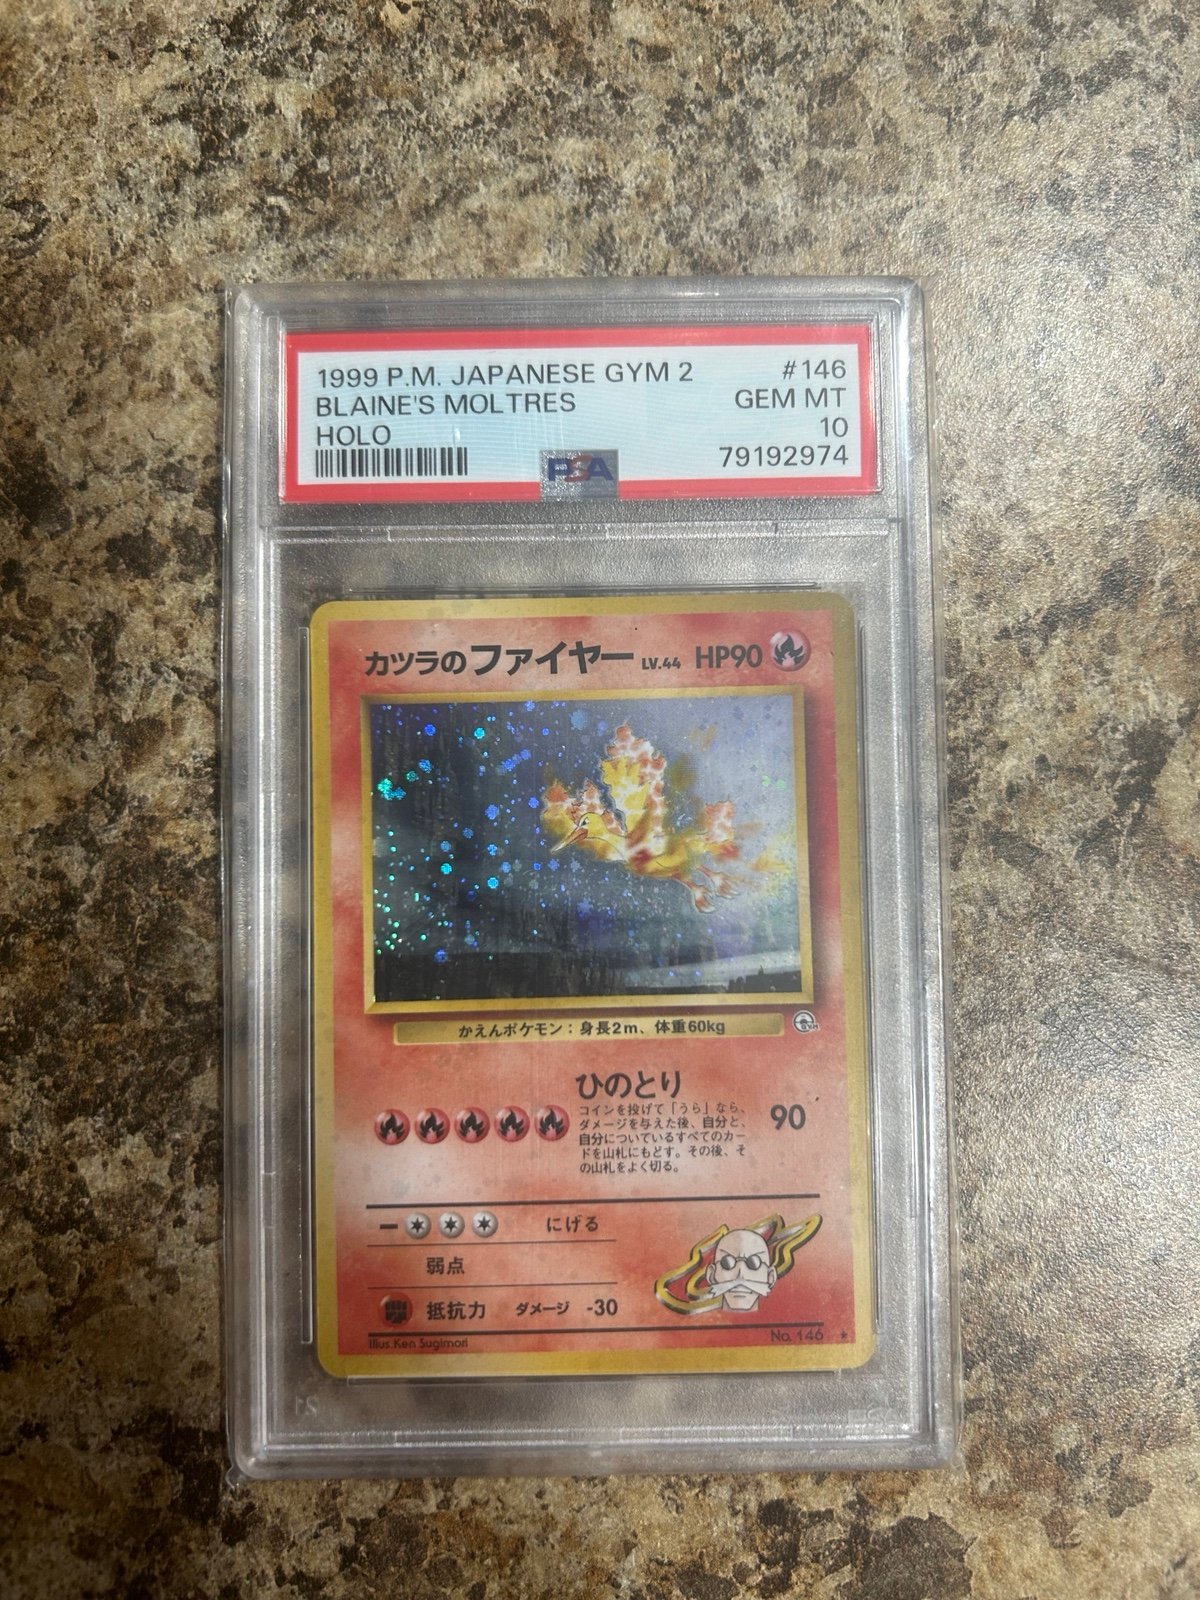 1999 P.M. JAPANESE GYM 2 #146
BLAINE'S MOLTRES GEM MT
HOLO 10
PSA 79192974
カツラのファイヤー LV.44 HP90
かえんポケモン：身長2m、体重60kg
GYM
ひのとり
コインを投げて「うら」なら、
ダメージを与えた後、自分と、
自分についているすべてのカー
ドを山札にもどす。その後、そ
の山札をよく切る。
90
にげる
弱点
抵抗力 ダメージ -30
Illus.Ken Sugimori
No. 146 ★